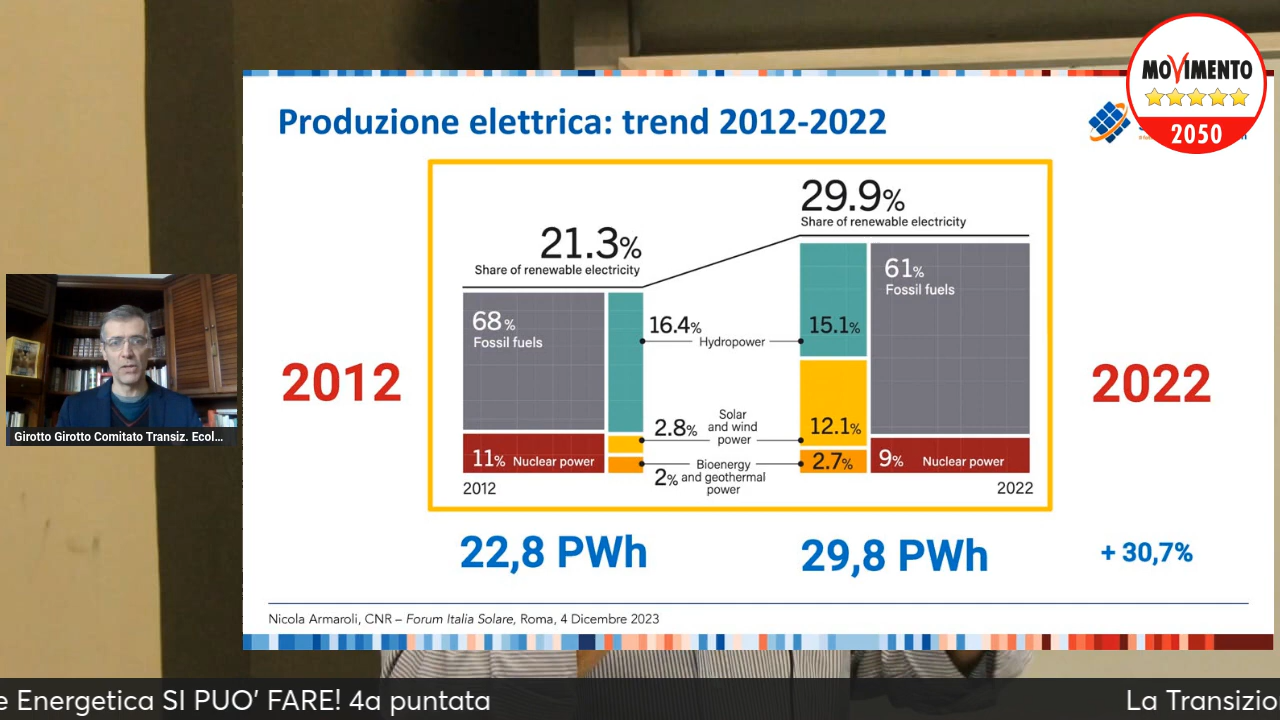 MOVIMENTO
2050
Produzione elettrica: trend 2012-2022
29.9%
Share of renewable electricity
21.3%
Share of renewable electricity
68%
Fossil fuels
16.4%
Hydropower
15.1%
61%
Fossil fuels
2012
2022
2.8%
Solar
and wind
power
12.1%
11% Nuclear power
2%
Bioenergy
and geothermal
power
2.7%
9% Nuclear power
2012
2022
22,8 PWh
29,8 PWh
+ 30,7%
Nicola Armaroli, CNR – Forum Italia Solare, Roma, 4 Dicembre 2023
Girotto Girotto Comitato Transiz. Ecol...
e Energetica SI PUO' FARE! 4a puntata
La Transizio